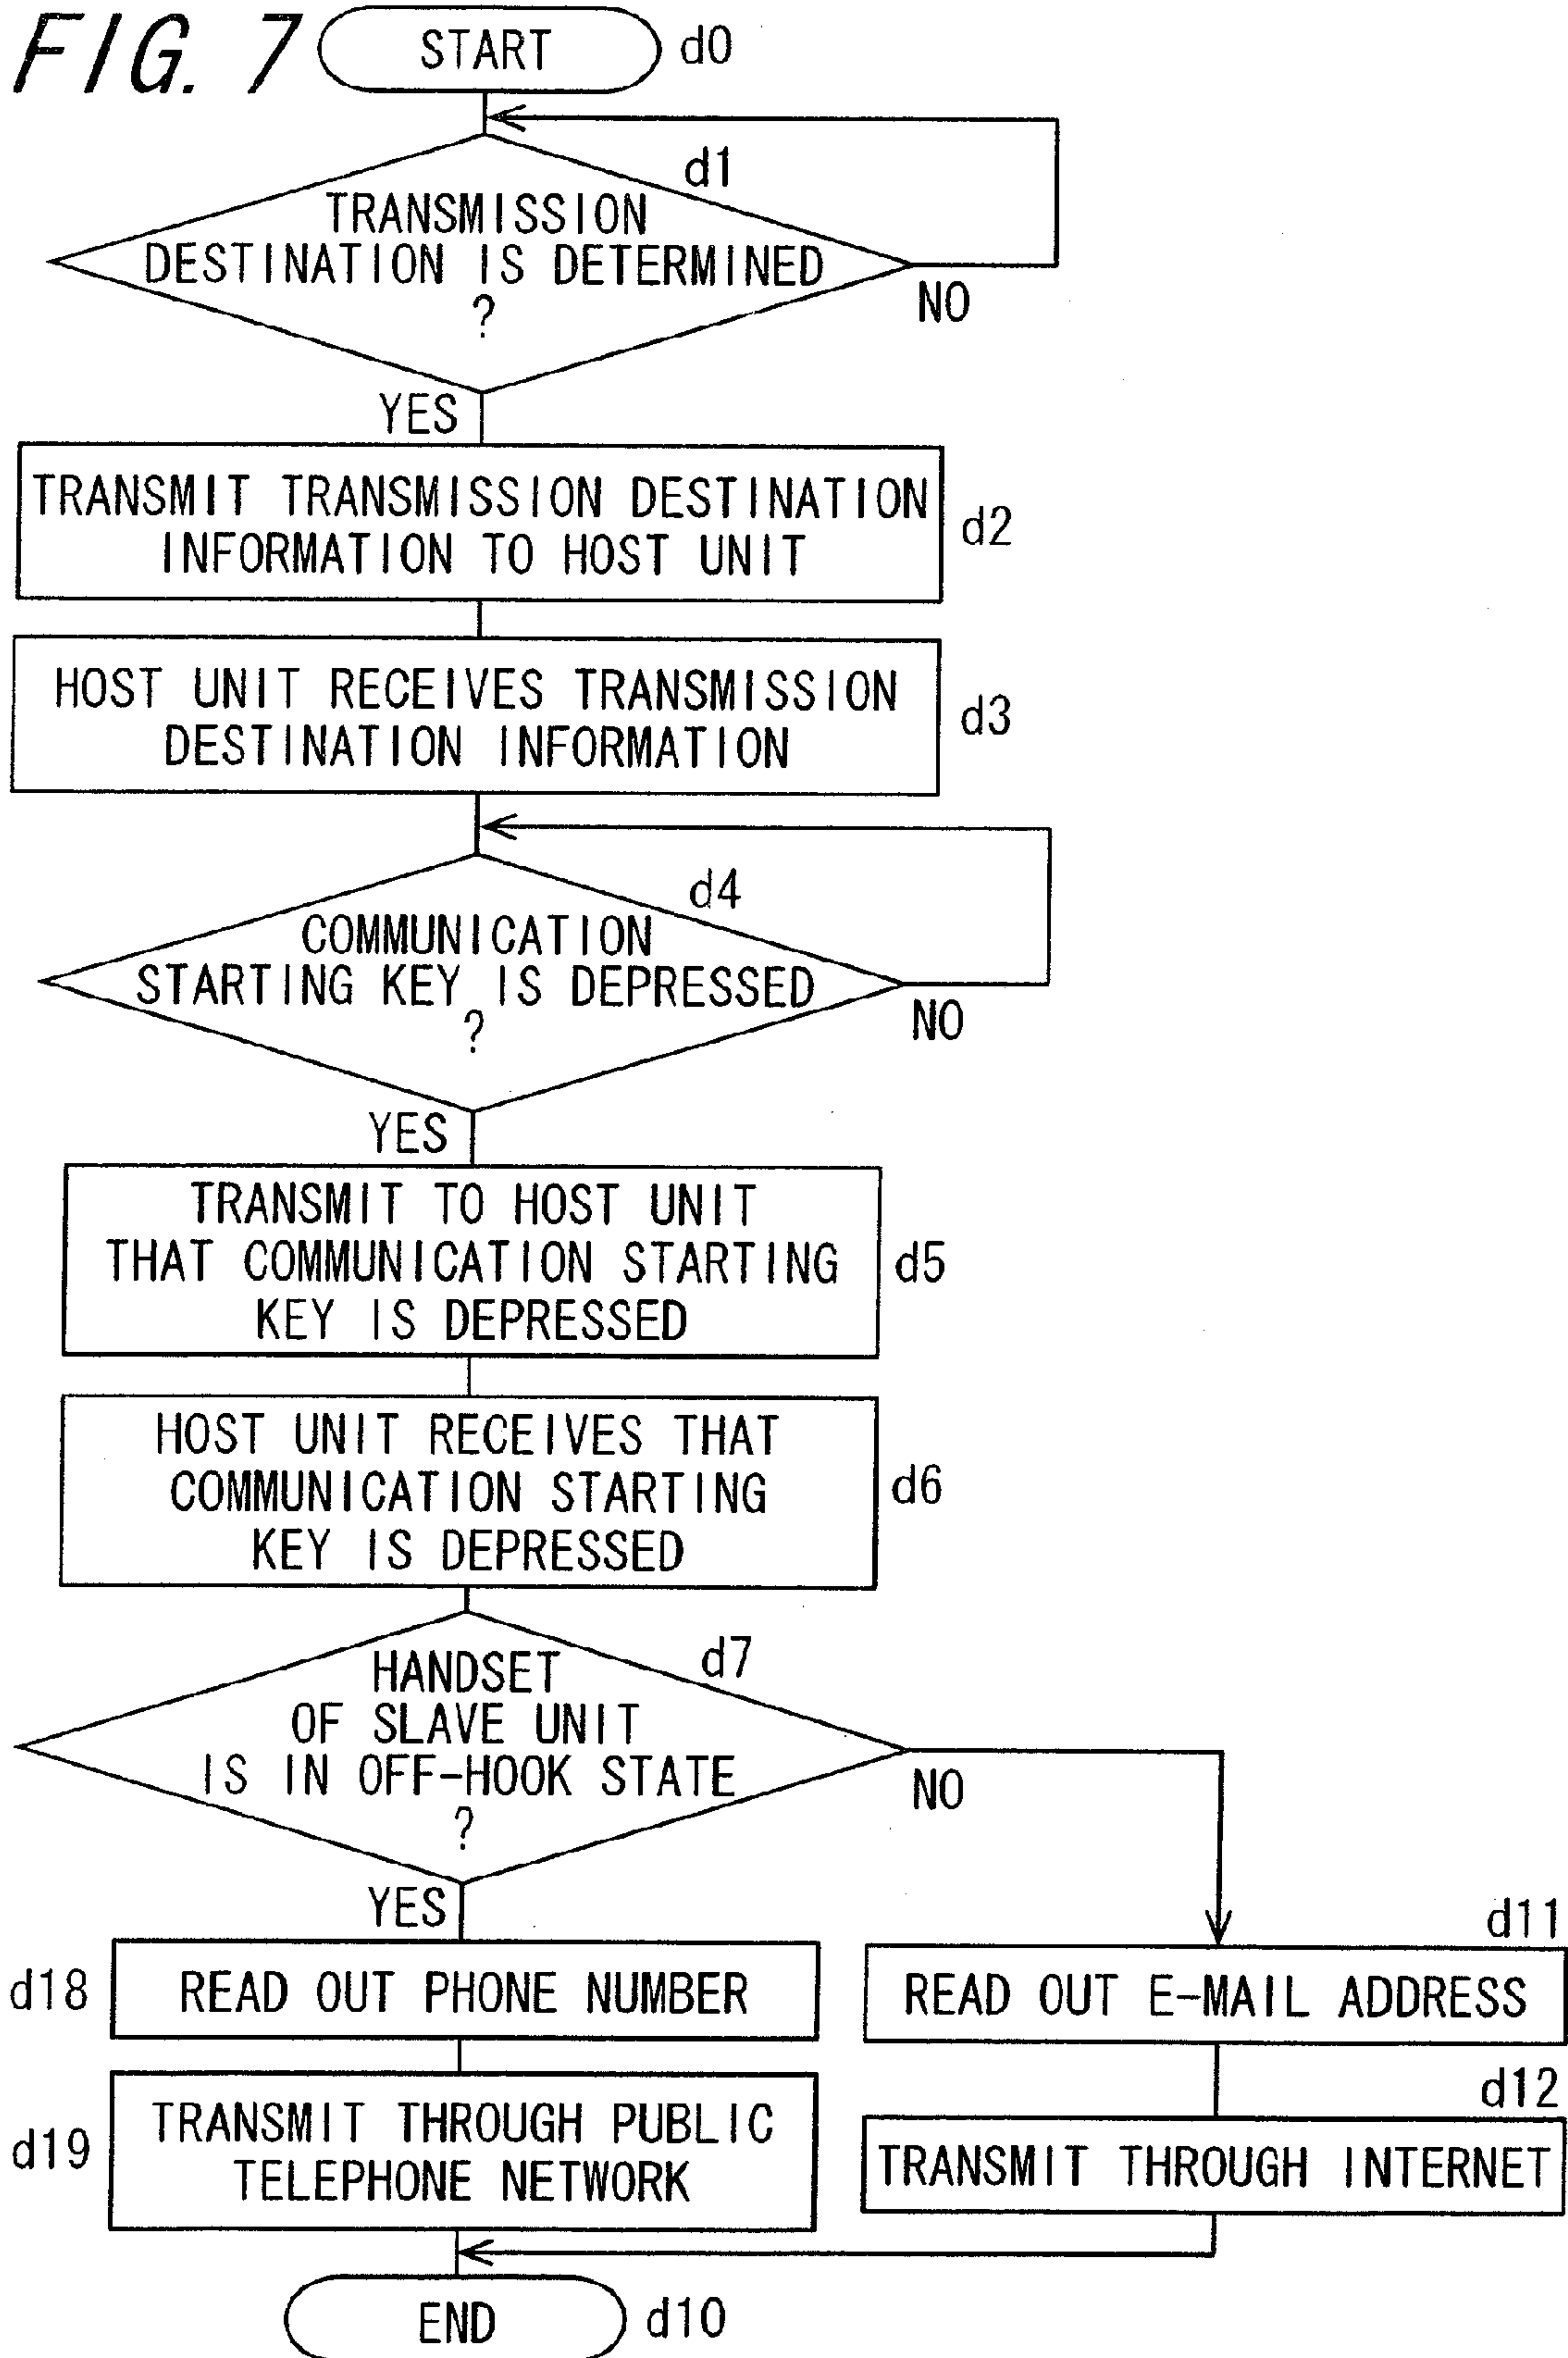 FIG. 7
START
d0
d1
TRANSMISSION
DESTINATION IS DETERMINED
?
NO
YES
TRANSMIT TRANSMISSION DESTINATION
INFORMATION TO HOST UNIT
d2
HOST UNIT RECEIVES TRANSMISSION
DESTINATION INFORMATION
d3
d4
COMMUNICATION
STARTING KEY IS DEPRESSED
?
NO
YES
TRANSMIT TO HOST UNIT
THAT COMMUNICATION STARTING
KEY IS DEPRESSED
d5
HOST UNIT RECEIVES THAT
COMMUNICATION STARTING
KEY IS DEPRESSED
d6
d7
HANDSET
OF SLAVE UNIT
IS IN OFF-HOOK STATE
?
NO
YES
d18
READ OUT PHONE NUMBER
d11
READ OUT E-MAIL ADDRESS
d19
TRANSMIT THROUGH PUBLIC
TELEPHONE NETWORK
d12
TRANSMIT THROUGH INTERNET
END
d10